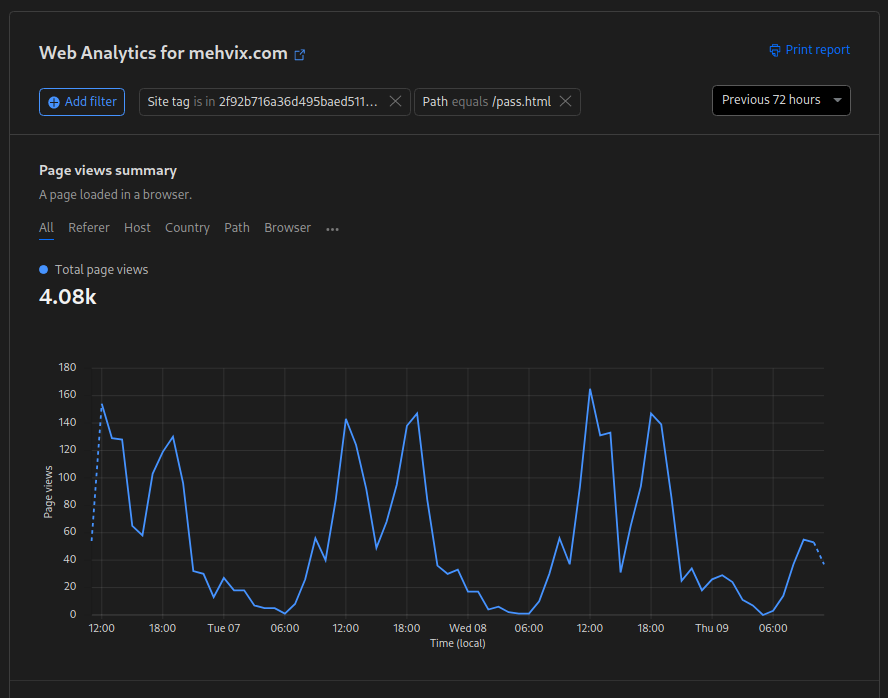 Web Analytics for mehvix.com
Print report
Add filter
Site tag is in 2f92b716a36d495baed511...
Path equals /pass.html
Previous 72 hours
Page views summary
A page loaded in a browser.
All Referer Host Country Path Browser ...
Total page views
4.08k
180
160
140
120
100
80
60
40
20
0
Page views
12:00 18:00 Tue 07 06:00 12:00 18:00 Wed 08 06:00 12:00 18:00 Thu 09 06:00
Time (local)